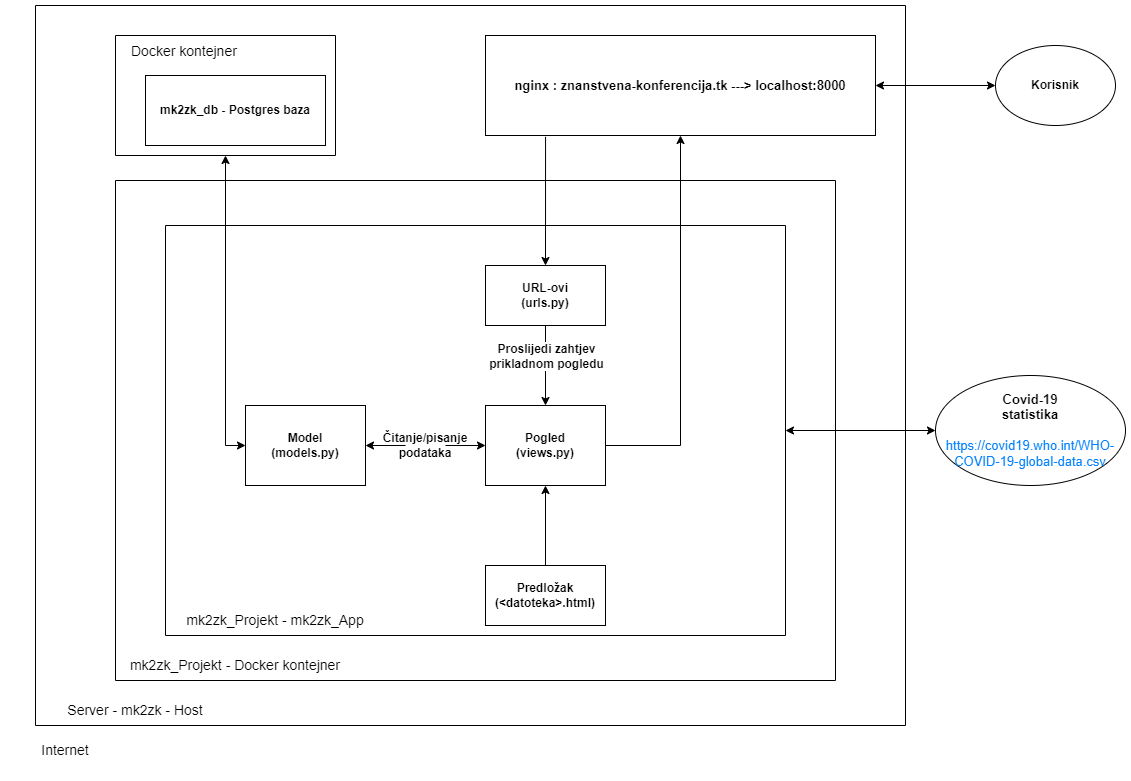 Docker kontejner
mk2zk_db - Postgres baza
nginx : znanstvena-konferencija.tk ---> localhost:8000
Korisnik
URL-ovi
(urls.py)
Proslijedi zahtjev
prikladnom pogledu
Model
(models.py)
Čitanje/pisanje
podataka
Pogled
(views.py)
Covid-19
statistika
https://covid19.who.int/WHO-
COVID-19-global-data.csv
Predložak
(<datoteka>.html)
mk2zk_Projekt - mk2zk_App
mk2zk_Projekt - Docker kontejner
Server - mk2zk - Host
Internet